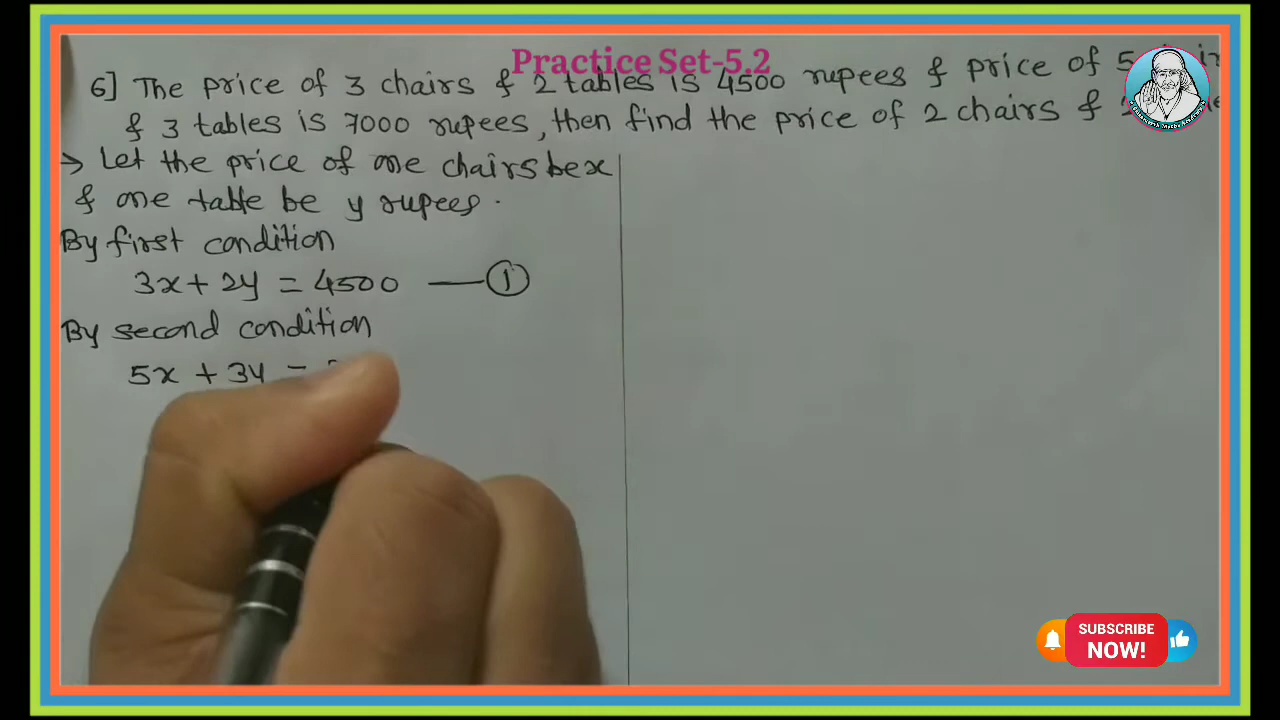 Practice Set-5.2
6] The price of 3 chairs & 2 tables is 4500 rupees & price of 5
& 3 tables is 7000 rupees, then find the price of 2 chairs &
→ Let the price of one chairs be x
& one table be y rupees.
By first condition
3x + 2y = 4500 —①
By second condition
5x + 3y =
SUBSCRIBE
NOW!